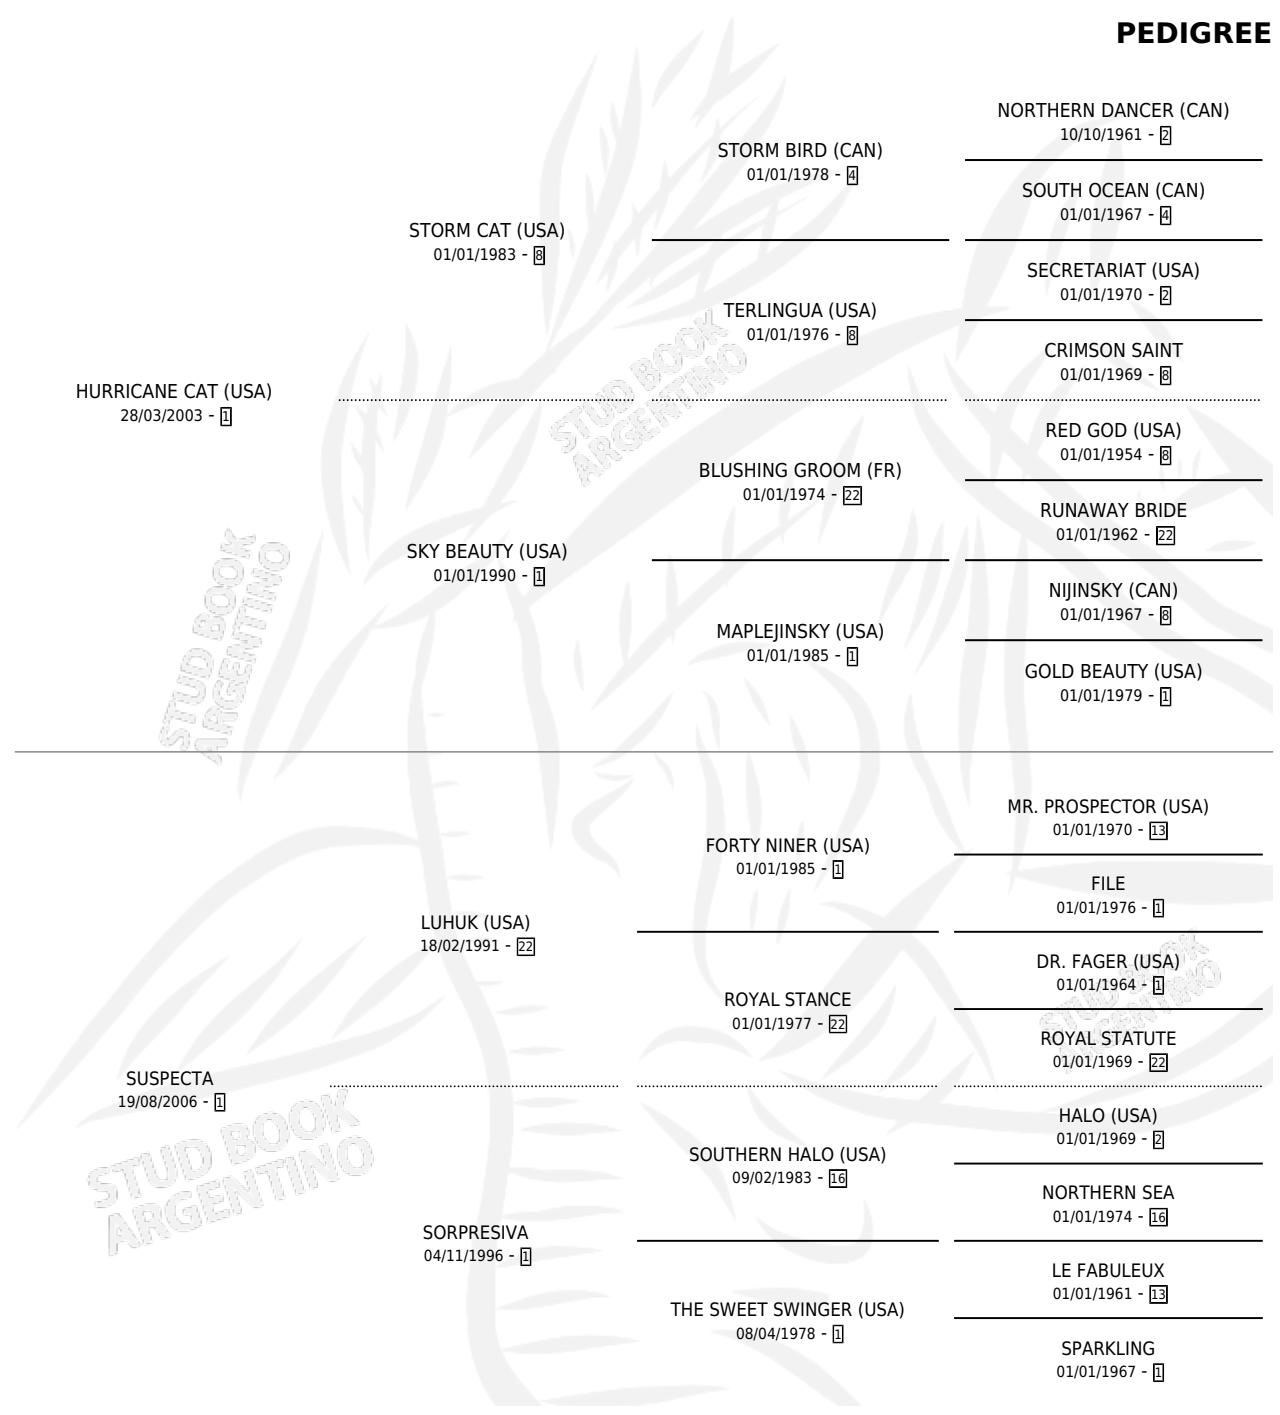 PEDIGREE
NORTHERN DANCER (CAN)
10/10/1961 - 2
STORM BIRD (CAN)
01/01/1978 - 4
SOUTH OCEAN (CAN)
01/01/1967 - 4
STORM CAT (USA)
01/01/1983 - 8
SECRETARIAT (USA)
01/01/1970 - 2
TERLINGUA (USA)
01/01/1976 - 8
CRIMSON SAINT
01/01/1969 - 8
HURRICANE CAT (USA)
28/03/2003 - 1
RED GOD (USA)
01/01/1954 - 8
BLUSHING GROOM (FR)
01/01/1974 - 22
RUNAWAY BRIDE
01/01/1962 - 22
SKY BEAUTY (USA)
01/01/1990 - 1
NIJINSKY (CAN)
01/01/1967 - 8
MAPLEJINSKY (USA)
01/01/1985 - 1
GOLD BEAUTY (USA)
01/01/1979 - 1
MR. PROSPECTOR (USA)
01/01/1970 - 13
FORTY NINER (USA)
01/01/1985 - 1
FILE
01/01/1976 - 1
LUHUK (USA)
18/02/1991 - 22
DR. FAGER (USA)
01/01/1964 - 1
ROYAL STANCE
01/01/1977 - 22
ROYAL STATUTE
01/01/1969 - 22
SUSPECTA
19/08/2006 - 1
HALO (USA)
01/01/1969 - 2
SOUTHERN HALO (USA)
09/02/1983 - 16
NORTHERN SEA
01/01/1974 - 16
SORPRESIVA
04/11/1996 - 1
LE FABULEUX
01/01/1961 - 13
THE SWEET SWINGER (USA)
08/04/1978 - 1
SPARKLING
01/01/1967 - 1
STUD BOOK
ARGENTINO
STUD BOOK
ARGENTINO
STUD BOOK
ARGENTINO
STUD BOOK
ARGENTINO